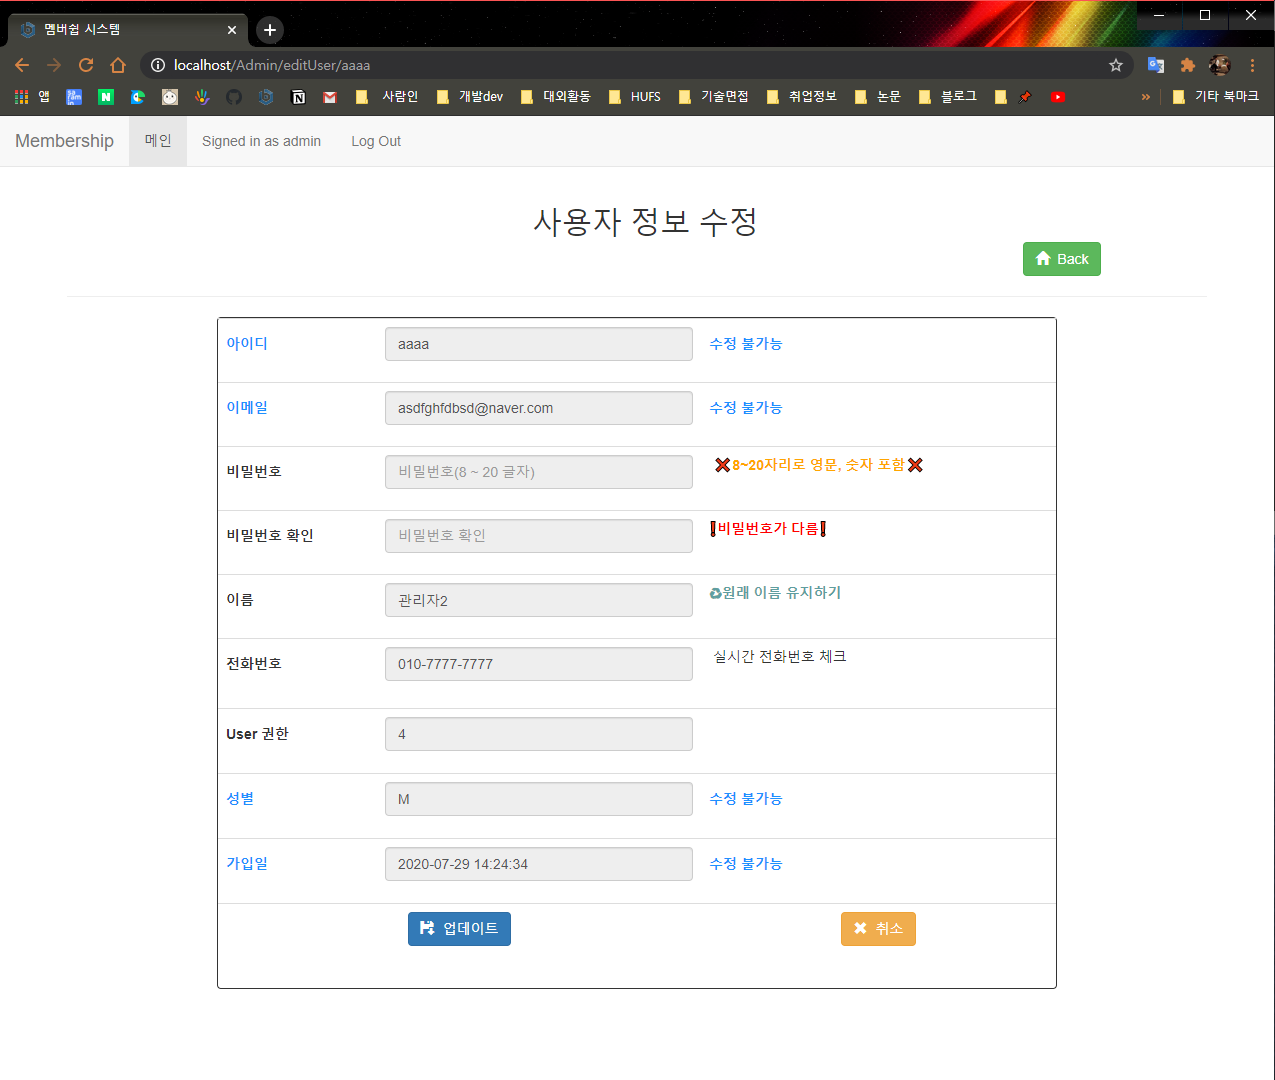 멤버쉽 시스템
localhost/Admin/editUser/aaaa
앱 사람인 개발dev 대외활동 HUFS 기술면접 취업정보 논문 블로그 » 기타 북마크
Membership 메인 Signed in as admin Log Out
사용자 정보 수정
Back
아이디 aaaa 수정 불가능
이메일 asdfghfdbsd@naver.com 수정 불가능
비밀번호 비밀번호(8 ~ 20 글자) ❌8~20자리로 영문, 숫자 포함❌
비밀번호 확인 비밀번호 확인 ❗비밀번호가 다름❗
이름 관리자2 ♻원래 이름 유지하기
전화번호 010-7777-7777 실시간 전화번호 체크
User 권한 4
성별 M 수정 불가능
가입일 2020-07-29 14:24:34 수정 불가능
업데이트 취소